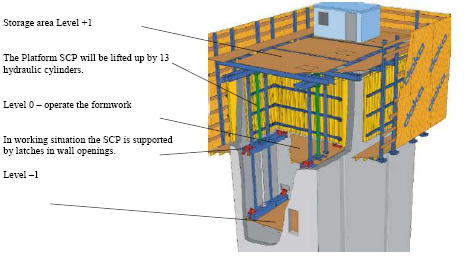 Storage area Level +1
The Platform SCP will be lifted up by 13
hydraulic cylinders.
Level 0 – operate the formwork
In working situation the SCP is supported
by latches in wall openings.
Level –1